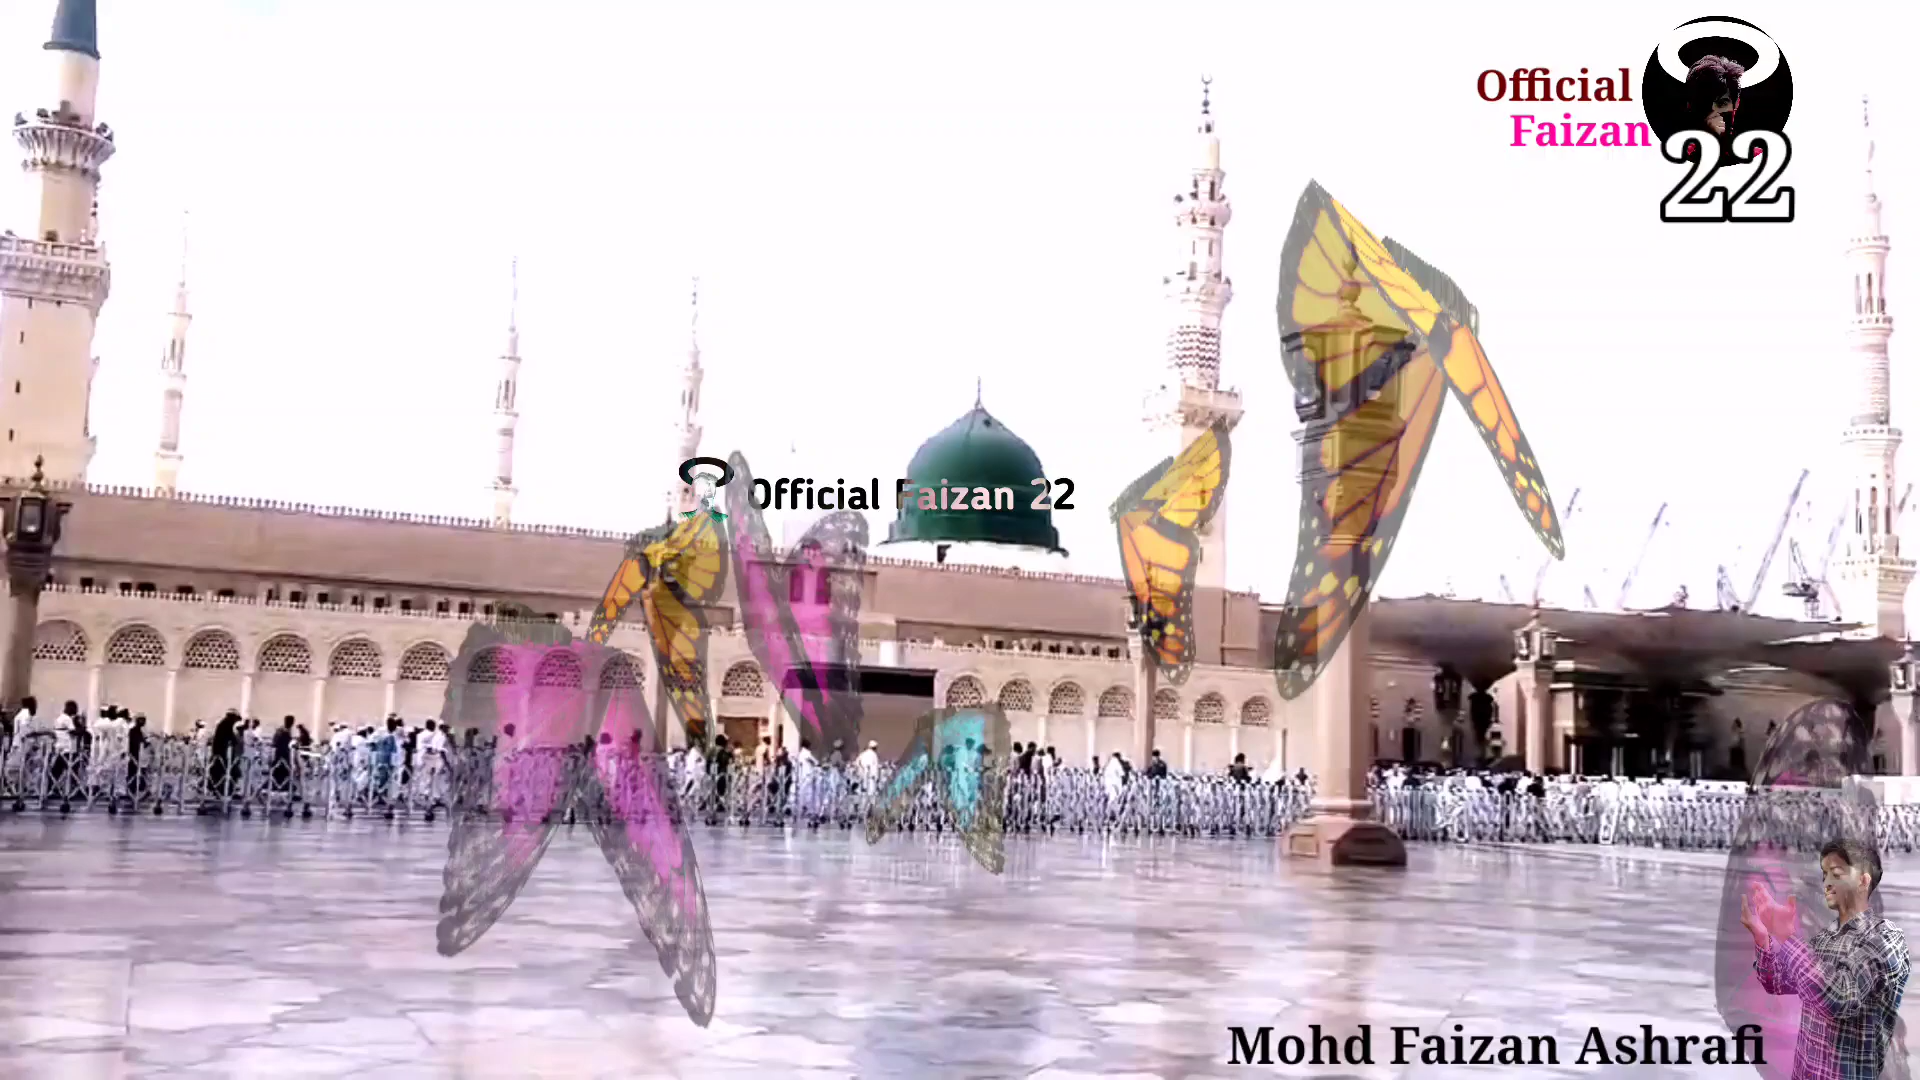 Official
Faizan
22
Official Faizan 22
Mohd Faizan Ashrafi